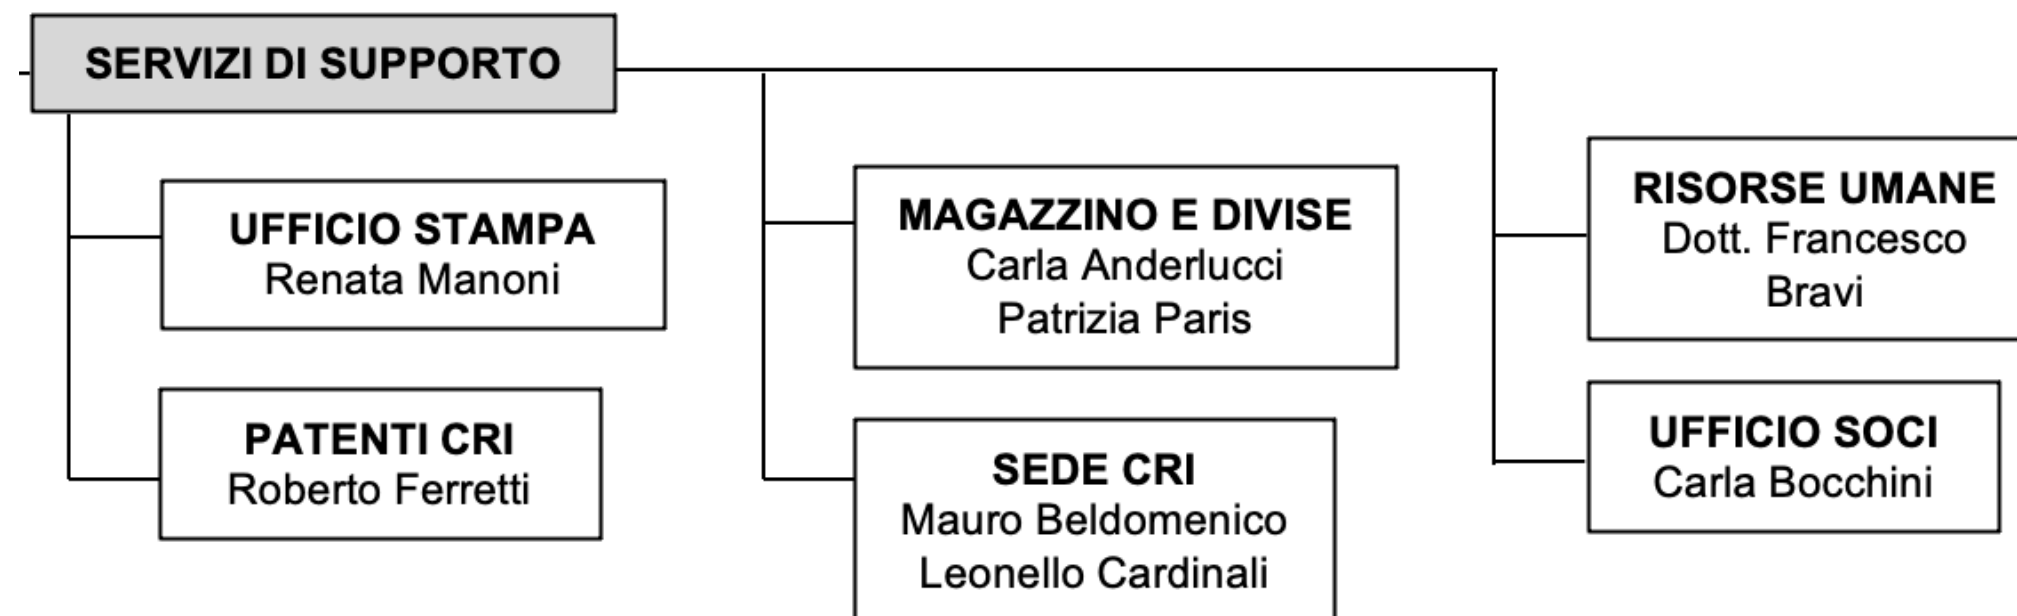 SERVIZI DI SUPPORTO
UFFICIO STAMPA
Renata Manoni
PATENTI CRI
Roberto Ferretti
MAGAZZINO E DIVISE
Carla Anderlucci
Patrizia Paris
SEDE CRI
Mauro Beldomenico
Leonello Cardinali
RISORSE UMANE
Dott. Francesco
Bravi
UFFICIO SOCI
Carla Bocchini